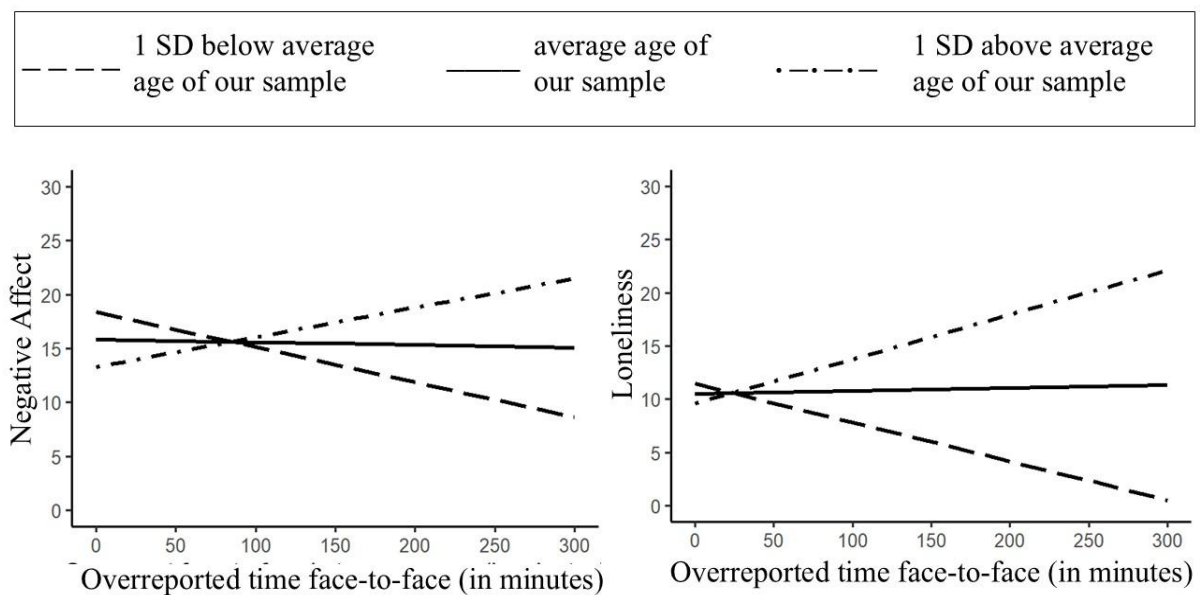 1 SD below average
age of our sample
average age of
our sample
1 SD above average
age of our sample
Negative Affect
30
25
20
15
10
5
0
0 50 100 150 200 250 300
Overreported time face-to-face (in minutes)
Loneliness
30
25
20
15
10
5
0
0 50 100 150 200 250 300
Overreported time face-to-face (in minutes)